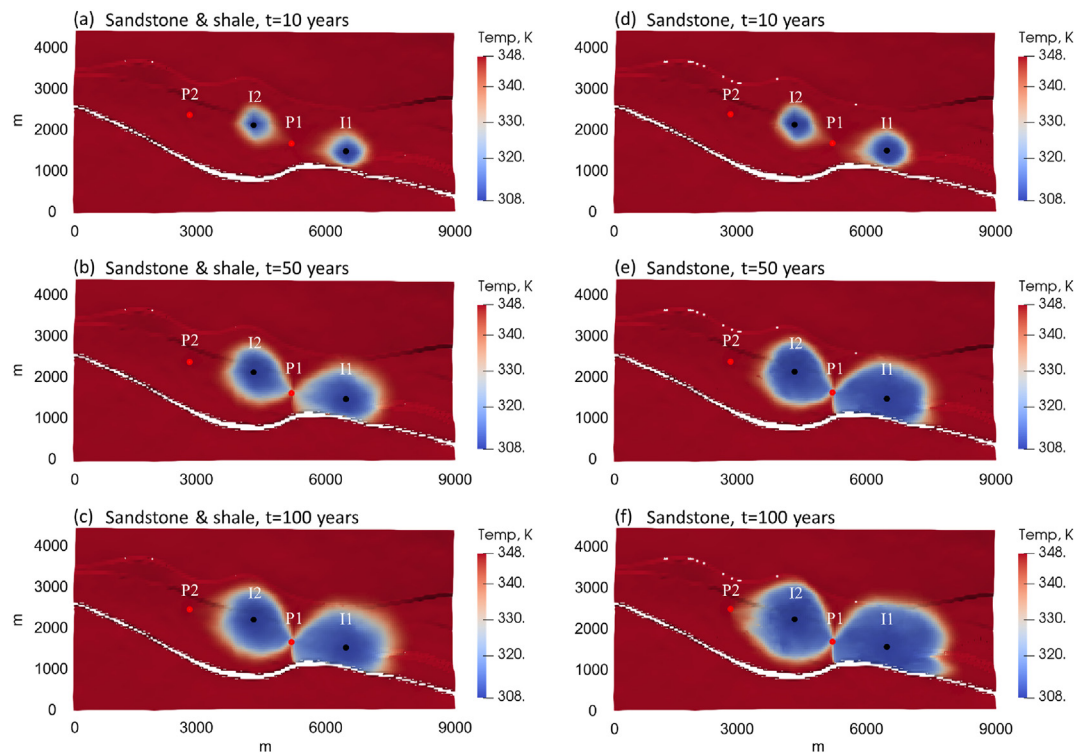 (a) Sandstone & shale, t=10 years
Temp, K
348.
340.
330.
320.
308.
4000
3000
2000
1000
0
m
P2
I2
P1
I1
0
3000
6000
9000
(d) Sandstone, t=10 years
Temp, K
348.
340.
330.
320.
308.
4000
3000
2000
1000
0
P2
I2
P1
I1
0
3000
6000
9000
(b) Sandstone & shale, t=50 years
Temp, K
348.
340.
330.
320.
308.
4000
3000
2000
1000
0
m
P2
I2
P1
I1
0
3000
6000
9000
(e) Sandstone, t=50 years
Temp, K
348.
340.
330.
320.
308.
4000
3000
2000
1000
0
P2
I2
P1
I1
0
3000
6000
9000
(c) Sandstone & shale, t=100 years
Temp, K
348.
340.
330.
320.
308.
4000
3000
2000
1000
0
m
P2
I2
P1
I1
0
3000
6000
9000
m
(f) Sandstone, t=100 years
Temp, K
348.
340.
330.
320.
308.
4000
3000
2000
1000
0
P2
I2
P1
I1
0
3000
6000
9000
m